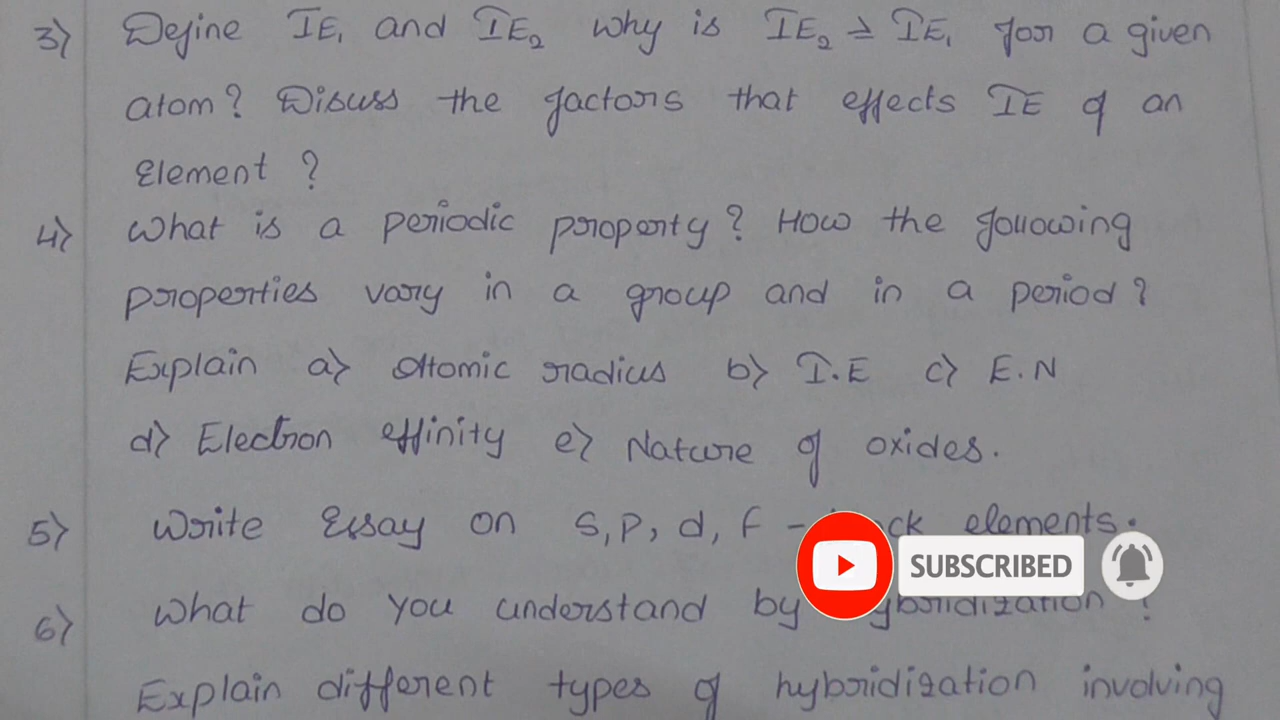 3) Define IE₁ and IE₂ why is IE₂ > IE₁ for a given
atom? Discuss the factors that effects IE of an
Element?
4) What is a periodic property? How the following
properties vary in a group and in a period?
Explain a) Atomic radius b) I.E c) E.N
d) Electron effinity e) Nature of oxides.
5) Write Essay on s, p, d, f - elements.
SUBSCRIBED
6) What do you understand by hybridization?
Explain different types of hybridization involving